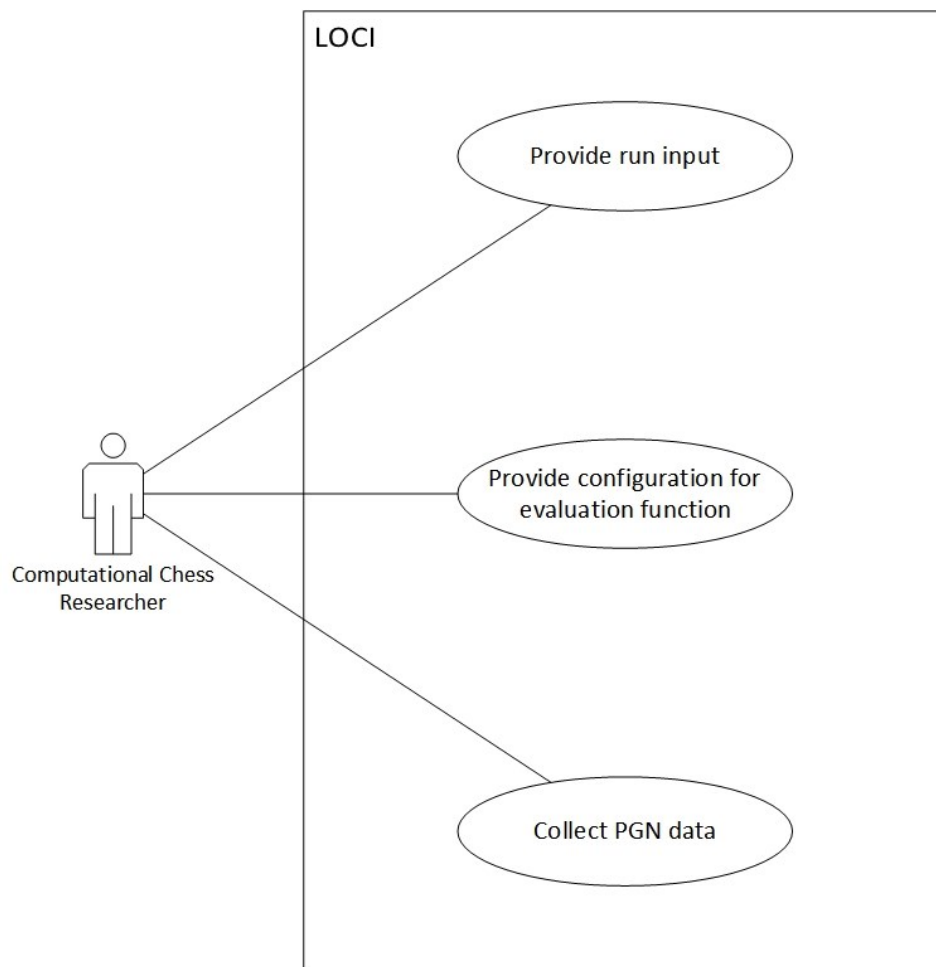 LOCI
Provide run input
Provide configuration for
evaluation function
Computational Chess
Researcher
Collect PGN data